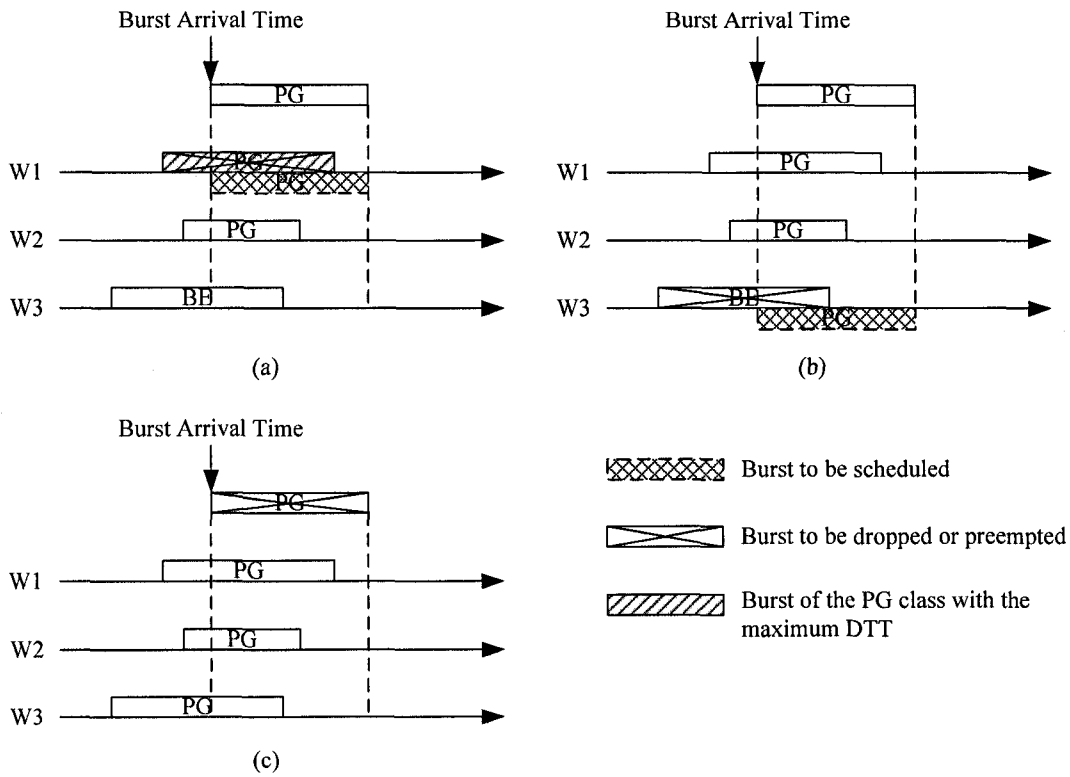 Burst Arrival Time
PG
W1
PG
PG
W2
PG
W3
BE
(a)
Burst Arrival Time
PG
W1
PG
W2
PG
W3
BE
PG
(b)
Burst Arrival Time
PG
W1
PG
W2
PG
W3
PG
(c)
Burst to be scheduled
Burst to be dropped or preempted
Burst of the PG class with the
maximum DTT